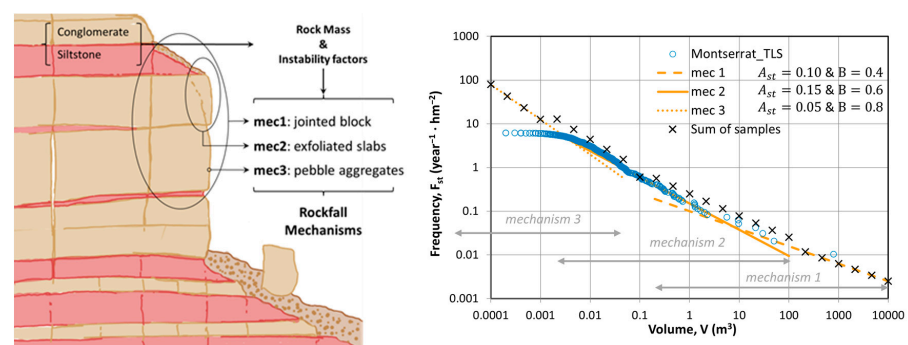 Conglomerate
Siltstone
Rock Mass
&
Instability factors
mec1: jointed block
mec2: exfoliated slabs
mec3: pebble aggregates
Rockfall
Mechanisms
Frequency, Fst (year⁻¹ · hm⁻²)
1000
100
10
1
0.1
0.01
0.001
Montserrat_TLS
mec 1 Ast = 0.10 & B = 0.4
mec 2 Ast = 0.15 & B = 0.6
mec 3 Ast = 0.05 & B = 0.8
Sum of samples
mechanism 3
mechanism 2
mechanism 1
0.0001 0.001 0.01 0.1 1 10 100 1000 10000
Volume, V (m³)